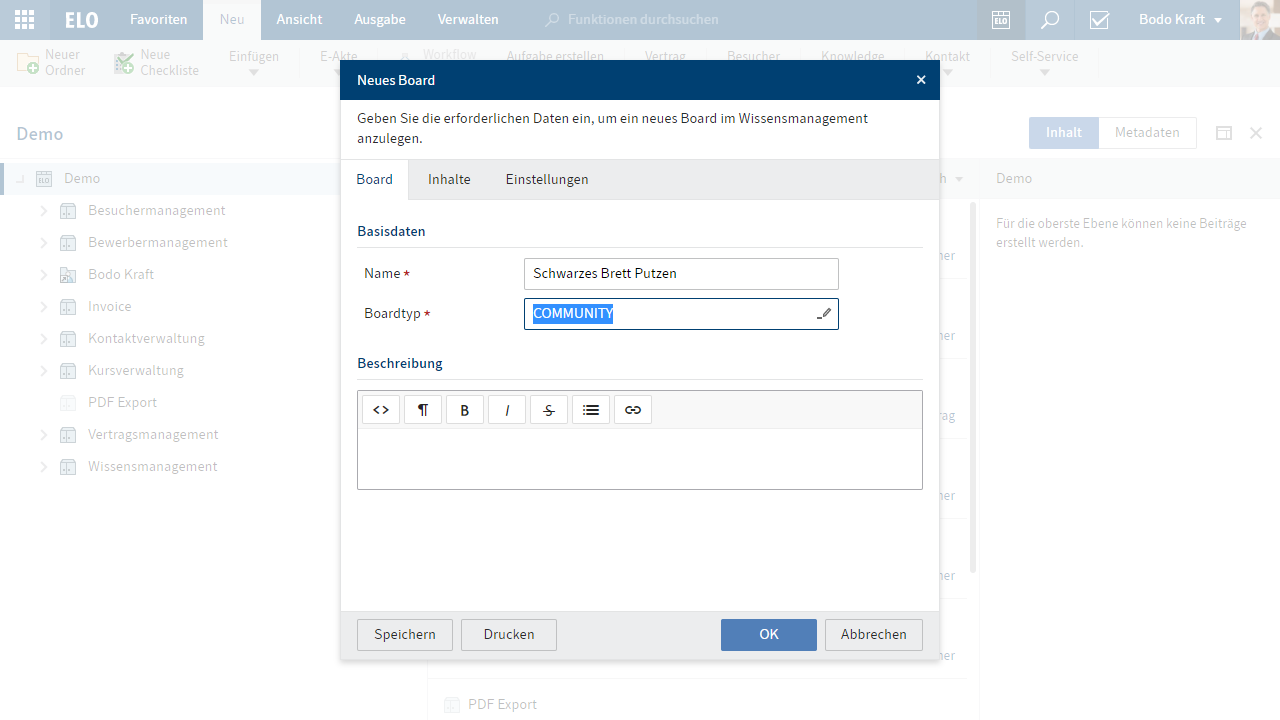 ELO
Favoriten
Neu
Ansicht
Ausgabe
Verwalten
Funktionen durchsuchen
ELO
Bodo Kraft
Neuer
Ordner
Neue
Checkliste
Einfügen
E-Akte
Workflow
Aufgabe erstellen
Vertrag
Besucher
Knowledge
Kontakt
Self-Service
Demo
Inhalt
Metadaten
Demo
Besuchermanagement
Bewerbermanagement
Bodo Kraft
Invoice
Kontaktverwaltung
Kursverwaltung
PDF Export
Vertragsmanagement
Wissensmanagement
Neues Board
Geben Sie die erforderlichen Daten ein, um ein neues Board im Wissensmanagement
anzulegen.
Board
Inhalte
Einstellungen
Basisdaten
Name *
Schwarzes Brett Putzen
Boardtyp *
COMMUNITY
Beschreibung
<> ¶ B I S
Speichern
Drucken
OK
Abbrechen
PDF Export
Demo
Für die oberste Ebene können keine Beiträge
erstellt werden.